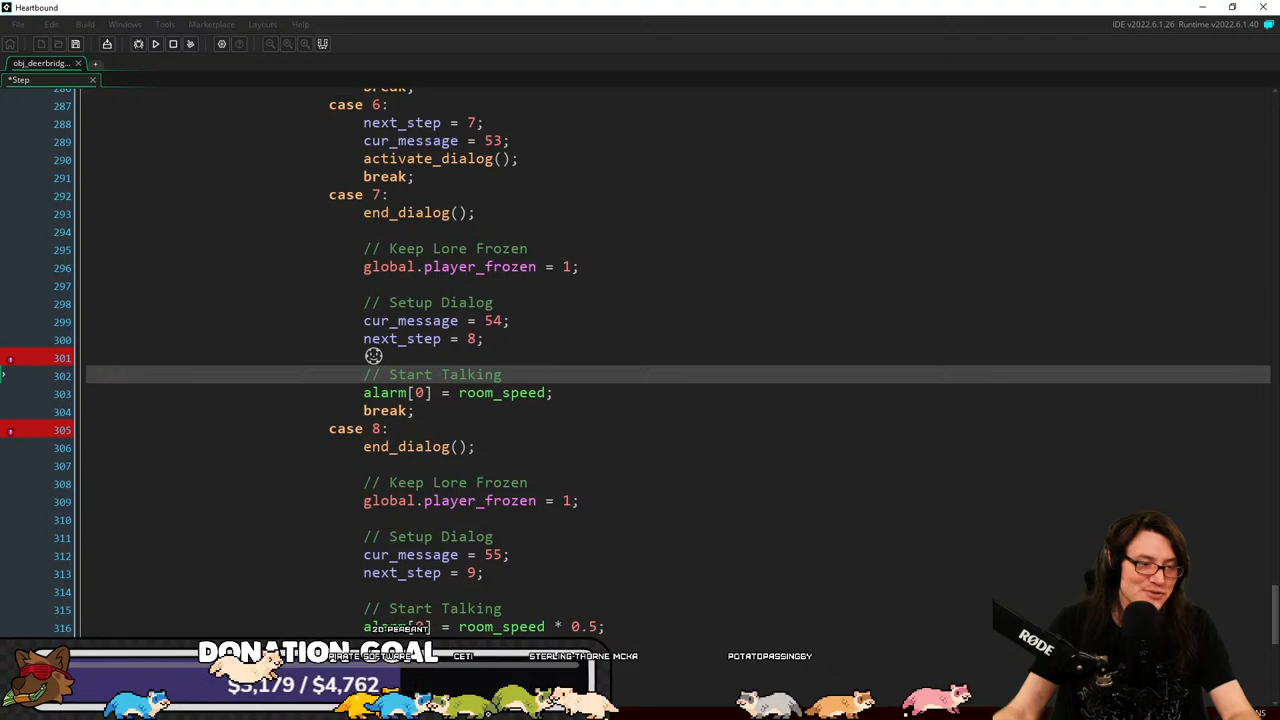 Heartbound
File Edit Build Windows Tools Marketplace Layouts Help
IDE v2022.6.1.26 Runtime v2022.6.1.40
obj_deerbridg...
*Step
286 break;
287 case 6:
288 next_step = 7;
289 cur_message = 53;
290 activate_dialog();
291 break;
292 case 7:
293 end_dialog();
294
295 // Keep Lore Frozen
296 global.player_frozen = 1;
297
298 // Setup Dialog
299 cur_message = 54;
300 next_step = 8;
301
302 // Start Talking
303 alarm[0] = room_speed;
304 break;
305 case 8:
306 end_dialog();
307
308 // Keep Lore Frozen
309 global.player_frozen = 1;
310
311 // Setup Dialog
312 cur_message = 55;
313 next_step = 9;
314
315 // Start Talking
316 alarm[0] = room_speed * 0.5;
2D PEASANT
DONATION GOAL
PIRATE SOFTWARE CETI STERLING-THORNE MCKA POTATOPASSINGBY
$3,179 / $4,762
RØDE